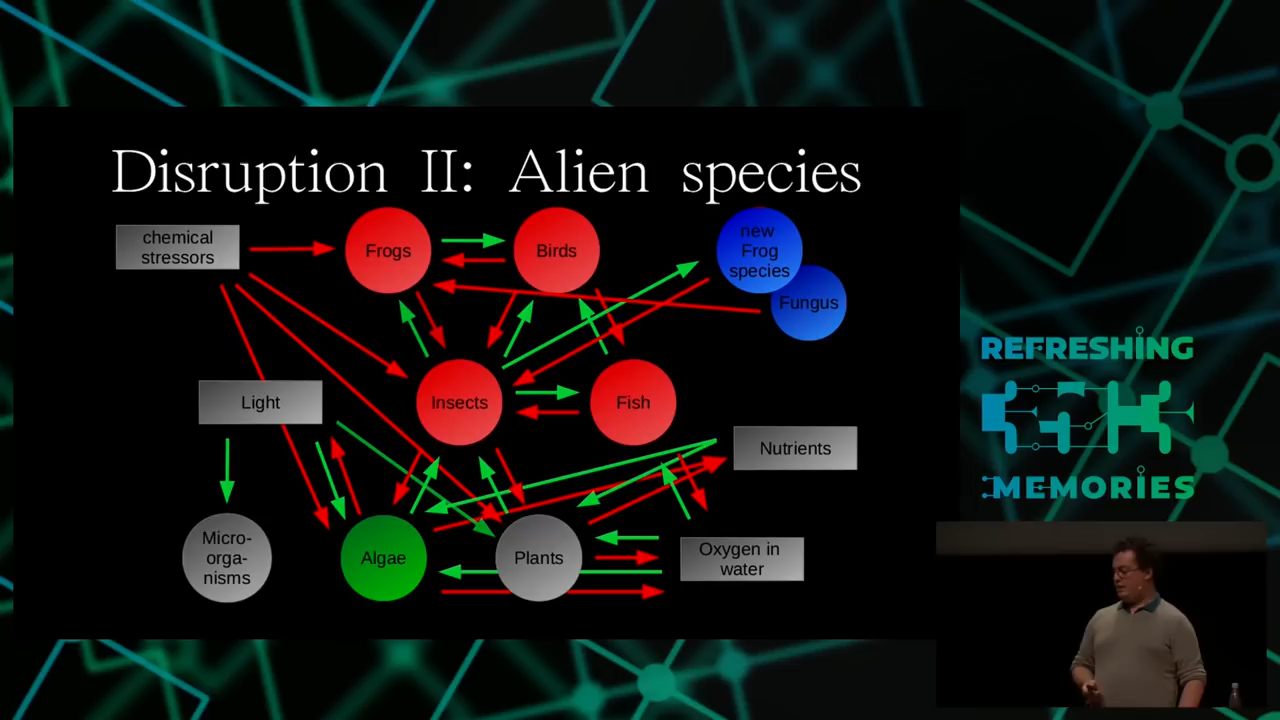 Disruption II: Alien species
chemical
stressors
Frogs
Birds
new
Frog
species
Fungus
Light
Insects
Fish
Nutrients
Micro-
orga-
nisms
Algae
Plants
Oxygen in
water
REFRESHING
MEMORIES